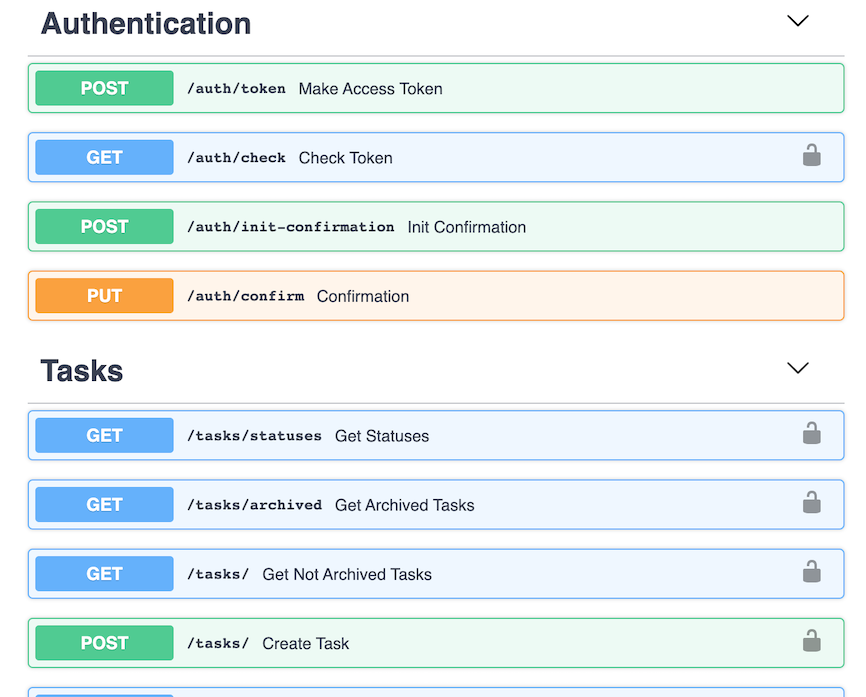 Authentication
POST /auth/token Make Access Token
GET /auth/check Check Token
POST /auth/init-confirmation Init Confirmation
PUT /auth/confirm Confirmation
Tasks
GET /tasks/statuses Get Statuses
GET /tasks/archived Get Archived Tasks
GET /tasks/ Get Not Archived Tasks
POST /tasks/ Create Task